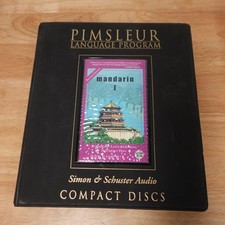 PIMSLEUR
LANGUAGE PROGRAM
mandarin
I
Simon & Schuster Audio
COMPACT DISCS